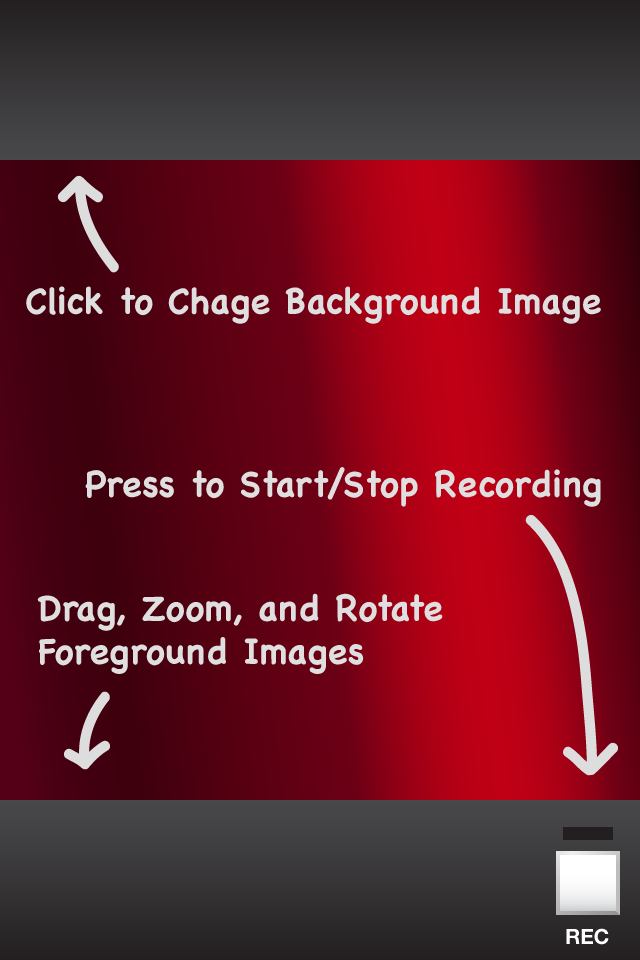 Click to Chage Background Image
Press to Start/Stop Recording
Drag, Zoom, and Rotate
Foreground Images
REC